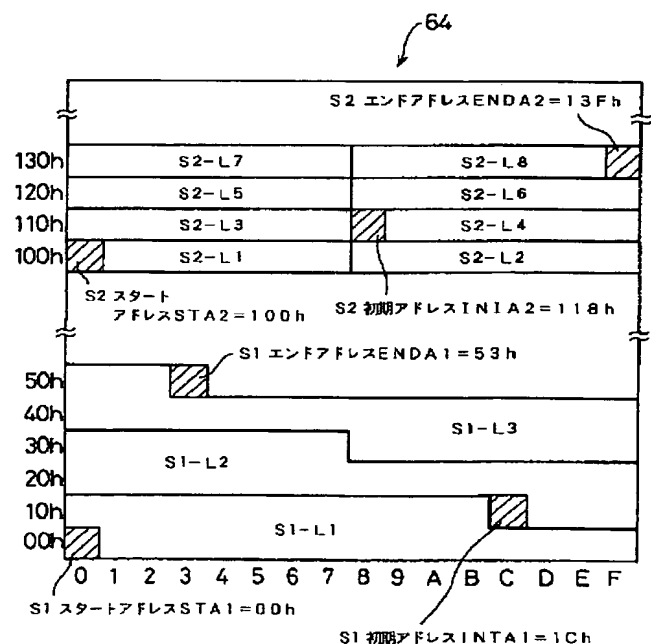 64
S2 エンドアドレスENDA2=13Fh
130h S2-L7 S2-L8
120h S2-L5 S2-L6
110h S2-L3 S2-L4
100h S2-L1 S2-L2
S2 スタート
アドレスSTA2=100h
S2 初期アドレスINIA2=118h
S1 エンドアドレスENDA1=53h
50h
40h
S1-L3
30h
S1-L2
20h
10h
S1-L1
00h
0 1 2 3 4 5 6 7 8 9 A B C D E F
S1 スタートアドレスSTA1=00h
S1 初期アドレスINTA1=1Ch